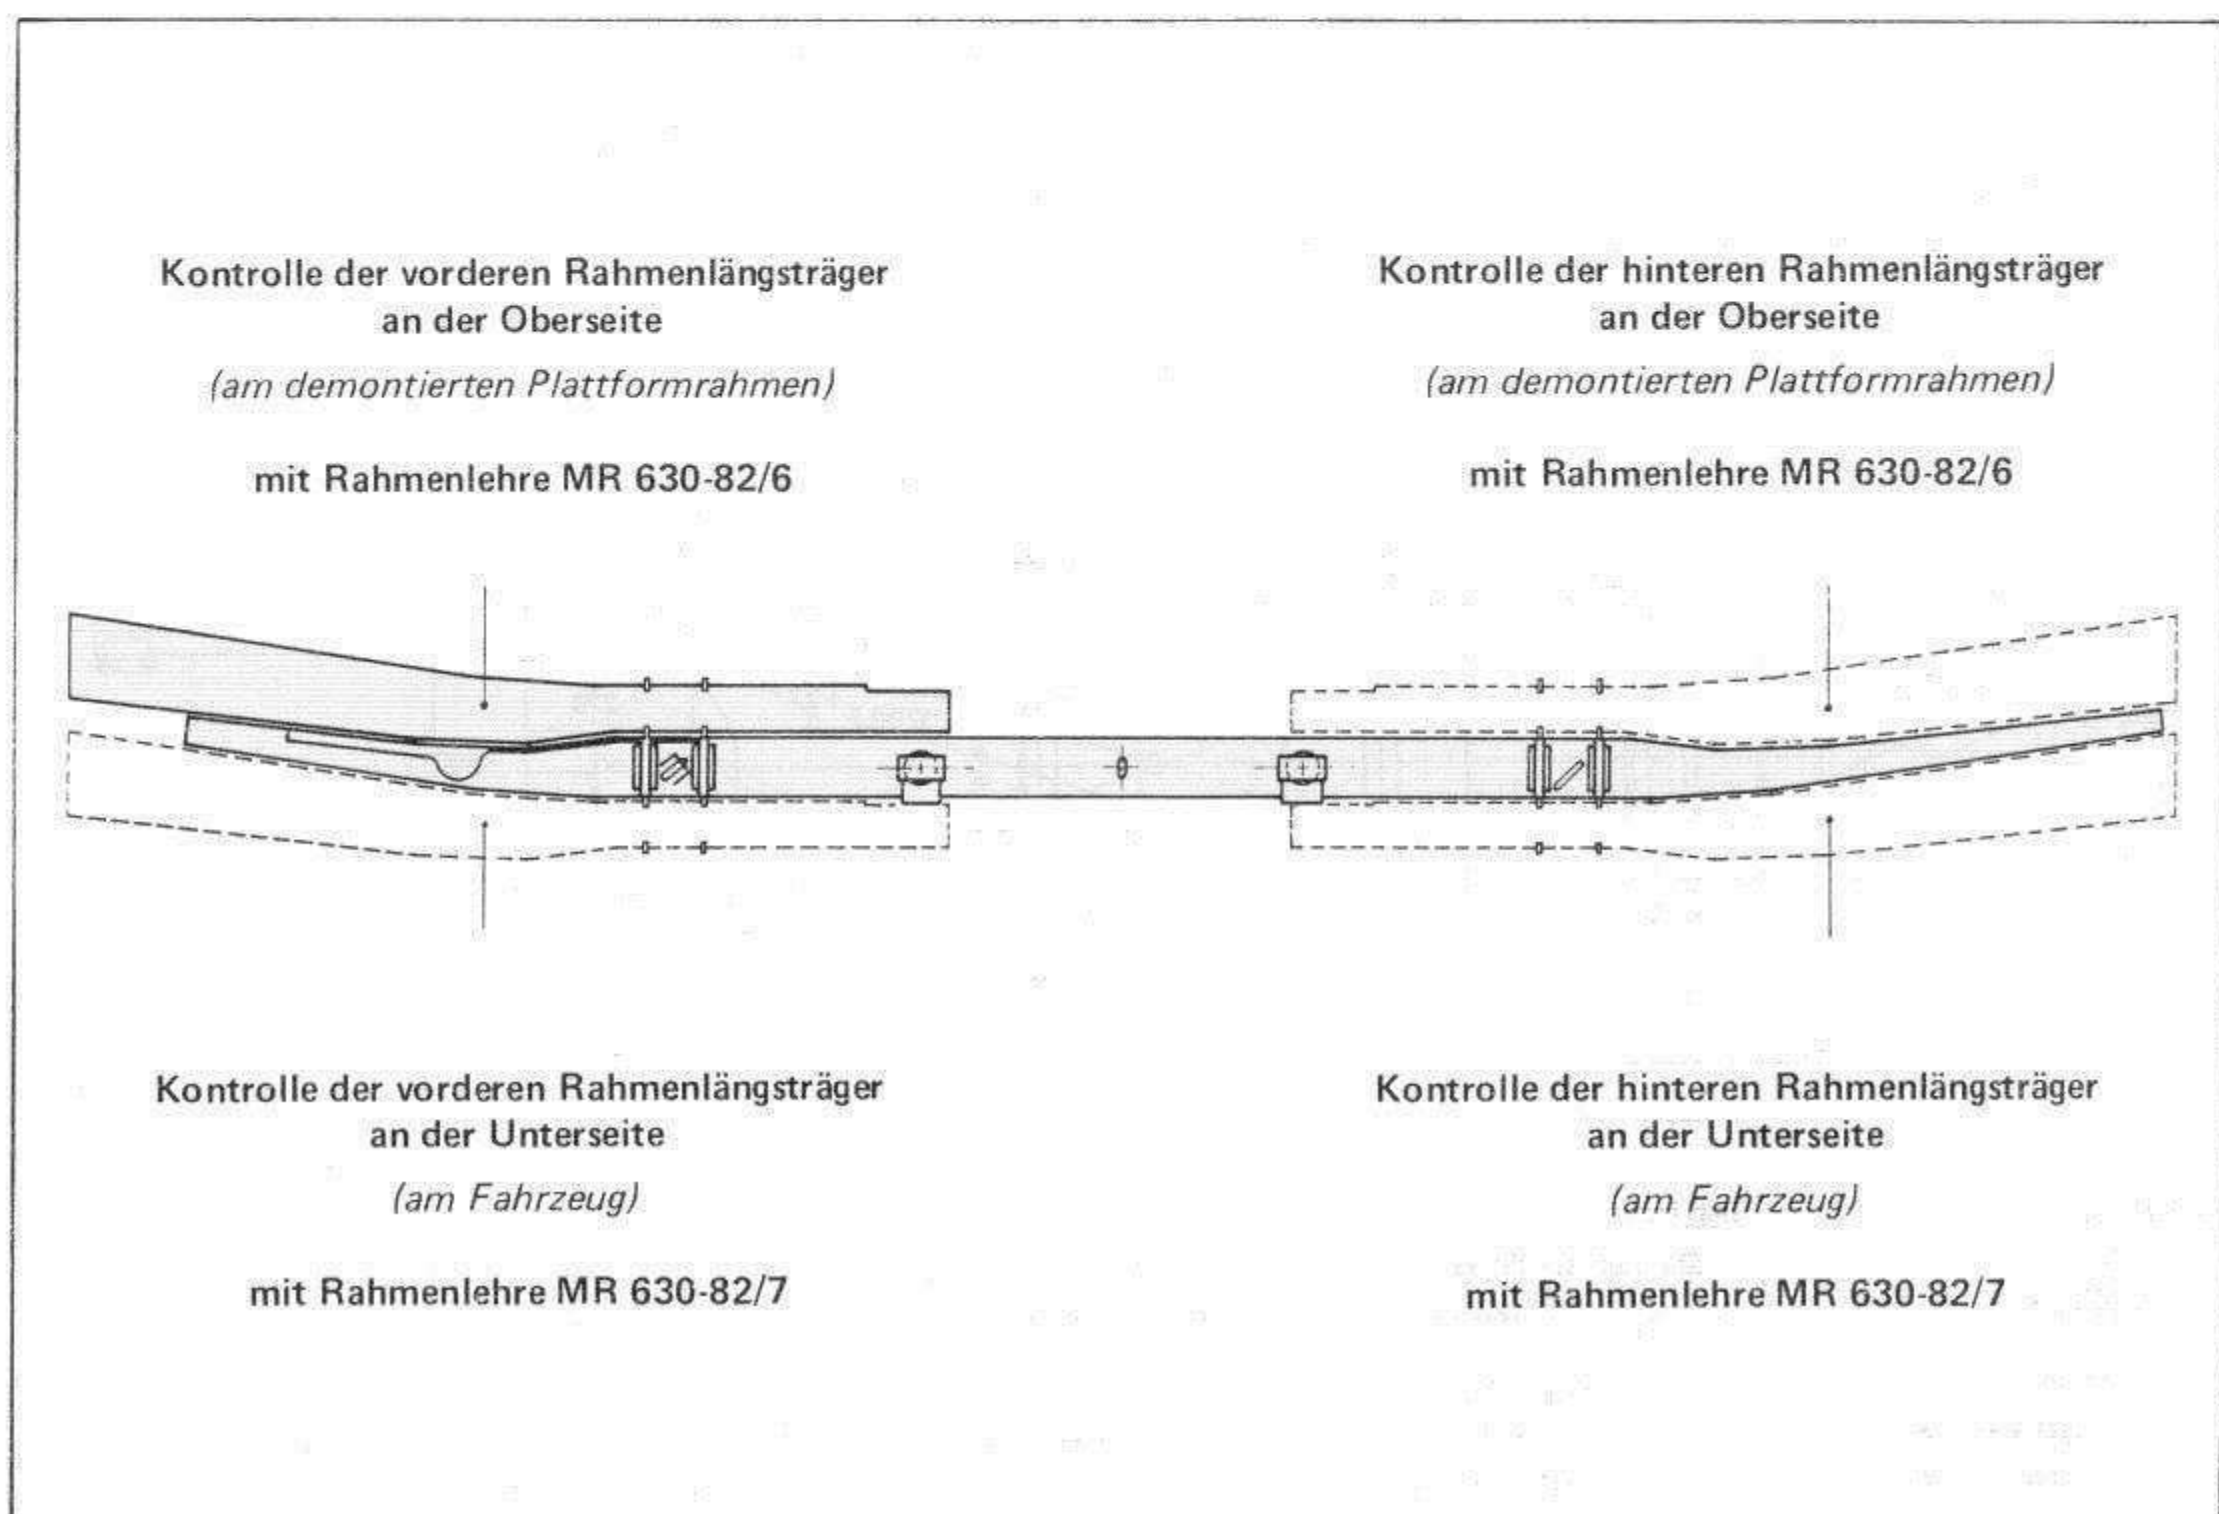 Kontrolle der vorderen Rahmenlängsträger
an der Oberseite
(am demontierten Plattformrahmen)
mit Rahmenlehre MR 630-82/6
Kontrolle der hinteren Rahmenlängsträger
an der Oberseite
(am demontierten Plattformrahmen)
mit Rahmenlehre MR 630-82/6
Kontrolle der vorderen Rahmenlängsträger
an der Unterseite
(am Fahrzeug)
mit Rahmenlehre MR 630-82/7
Kontrolle der hinteren Rahmenlängsträger
an der Unterseite
(am Fahrzeug)
mit Rahmenlehre MR 630-82/7